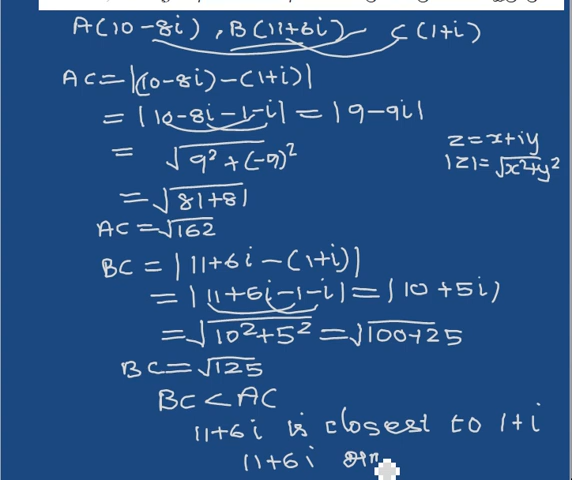 A(10-8i), B(11+6i) C(1+i)
AC=|(10-8i)-(1+i)|
= |10-8i-1-i| = |9-9i|
z=x+iy
= √9²+(-9)²
|z|=√x²+y²
=√81+81
AC=√162
BC = |11+6i-(1+i)|
= |11+6i-1-i|=|10+5i|
=√10²+5² =√100+25
BC=√125
BC<AC
11+6i is closest to 1+i
11+6i